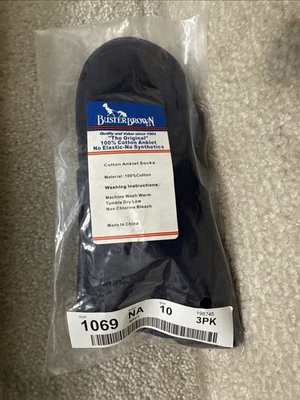 BUSTER BROWN
Quality and Value since 1904
"The Original"
100% Cotton Anklet
No Elastic-No Synthetics
Cotton Anklet Socks
Material: 100%Cotton
Washing Instructions:
Machine Wash Warm
Tumble Dry Low
Non Chlorine Bleach
Made In China
1069 NA 10 3PK